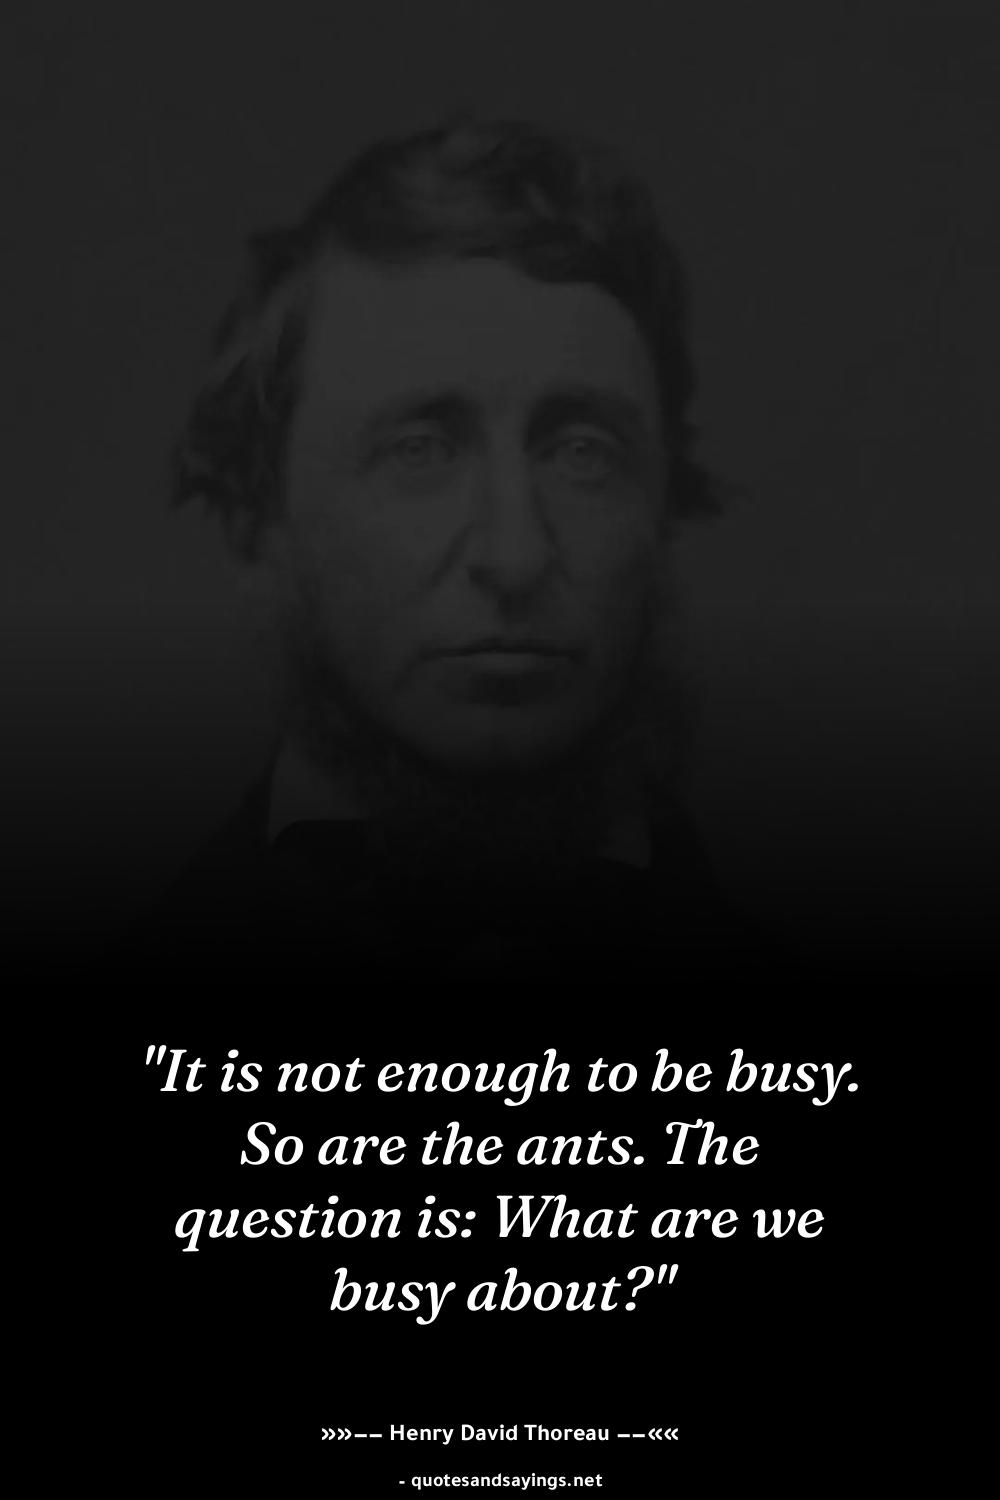 "It is not enough to be busy.
So are the ants. The
question is: What are we
busy about?"
»»—— Henry David Thoreau ——««
- quotesandsayings.net